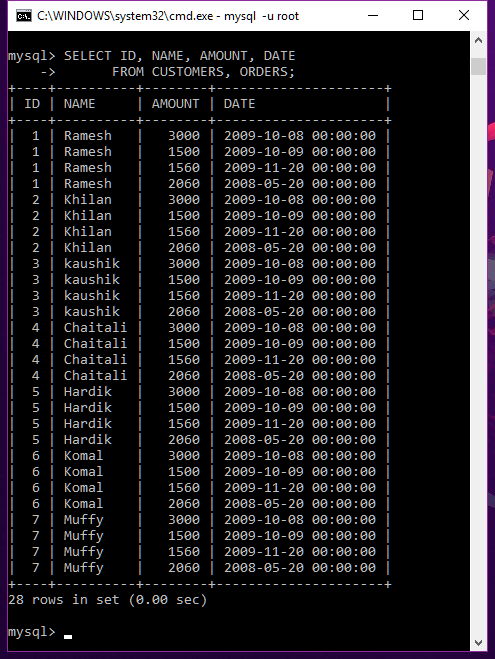 C:\WINDOWS\system32\cmd.exe - mysql  -u root
mysql> SELECT ID, NAME, AMOUNT, DATE
    ->       FROM CUSTOMERS, ORDERS;
+----+----------+--------+---------------------+
| ID | NAME     | AMOUNT | DATE                |
+----+----------+--------+---------------------+
|  1 | Ramesh   |   3000 | 2009-10-08 00:00:00 |
|  1 | Ramesh   |   1500 | 2009-10-09 00:00:00 |
|  1 | Ramesh   |   1560 | 2009-11-20 00:00:00 |
|  1 | Ramesh   |   2060 | 2008-05-20 00:00:00 |
|  2 | Khilan   |   3000 | 2009-10-08 00:00:00 |
|  2 | Khilan   |   1500 | 2009-10-09 00:00:00 |
|  2 | Khilan   |   1560 | 2009-11-20 00:00:00 |
|  2 | Khilan   |   2060 | 2008-05-20 00:00:00 |
|  3 | kaushik  |   3000 | 2009-10-08 00:00:00 |
|  3 | kaushik  |   1500 | 2009-10-09 00:00:00 |
|  3 | kaushik  |   1560 | 2009-11-20 00:00:00 |
|  3 | kaushik  |   2060 | 2008-05-20 00:00:00 |
|  4 | Chaitali |   3000 | 2009-10-08 00:00:00 |
|  4 | Chaitali |   1500 | 2009-10-09 00:00:00 |
|  4 | Chaitali |   1560 | 2009-11-20 00:00:00 |
|  4 | Chaitali |   2060 | 2008-05-20 00:00:00 |
|  5 | Hardik   |   3000 | 2009-10-08 00:00:00 |
|  5 | Hardik   |   1500 | 2009-10-09 00:00:00 |
|  5 | Hardik   |   1560 | 2009-11-20 00:00:00 |
|  5 | Hardik   |   2060 | 2008-05-20 00:00:00 |
|  6 | Komal    |   3000 | 2009-10-08 00:00:00 |
|  6 | Komal    |   1500 | 2009-10-09 00:00:00 |
|  6 | Komal    |   1560 | 2009-11-20 00:00:00 |
|  6 | Komal    |   2060 | 2008-05-20 00:00:00 |
|  7 | Muffy    |   3000 | 2009-10-08 00:00:00 |
|  7 | Muffy    |   1500 | 2009-10-09 00:00:00 |
|  7 | Muffy    |   1560 | 2009-11-20 00:00:00 |
|  7 | Muffy    |   2060 | 2008-05-20 00:00:00 |
+----+----------+--------+---------------------+
28 rows in set (0.00 sec)
mysql> _